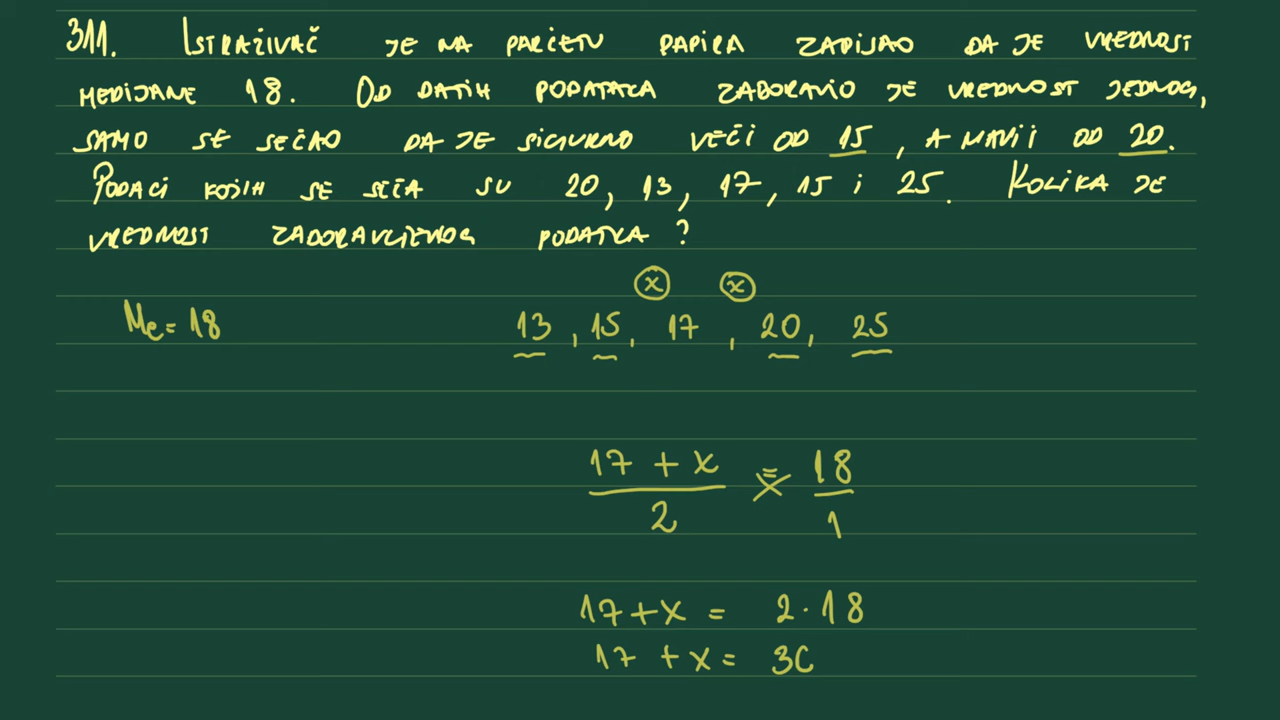 311. ISTRAŽIVAČ JE NA PARČETU PAPIRA ZAPISAO DA JE VREDNOST
MEDIJANE 18. OD DATIH PODATAKA ZABORAVIO JE VREDNOST JEDNOG,
SAMO SE SEĆAO DA JE SIGURNO VEĆI OD 15, A MANJI OD 20.
PODACI KOJIH SE SEĆA SU 20, 13, 17, 15 i 25. KOLIKA JE
VREDNOST ZABORAVLJENOG PODATKA?
x x
Me = 18 13, 15, 17, 20, 25
17 + x = 18
2 1
17 + x = 2 · 18
17 + x = 3